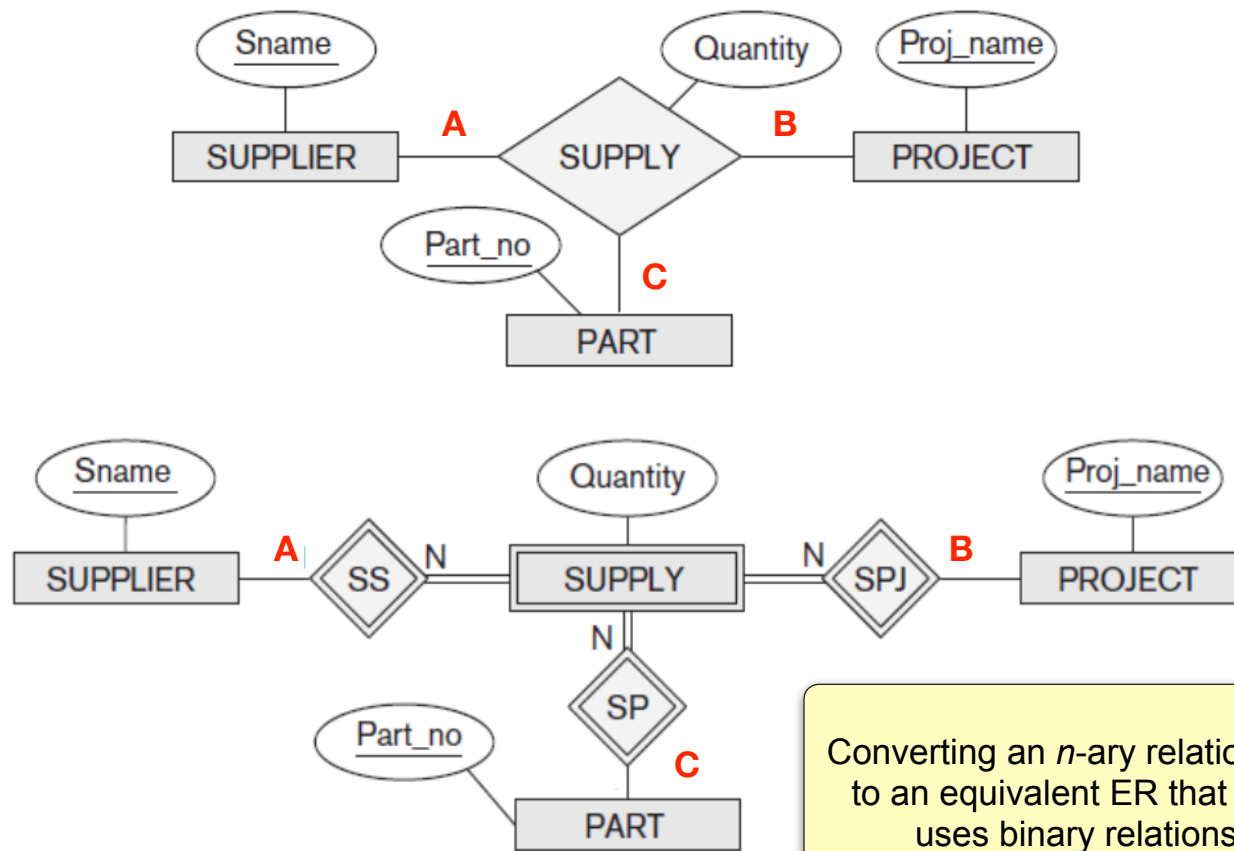 Sname
Quantity
Proj_name
A
B
SUPPLIER
SUPPLY
PROJECT
Part_no
C
PART
Sname
Quantity
Proj_name
A
N
N
B
SUPPLIER
SS
SUPPLY
SPJ
PROJECT
N
SP
Part_no
C
PART
Converting an n-ary relatio
to an equivalent ER that
uses binary relations